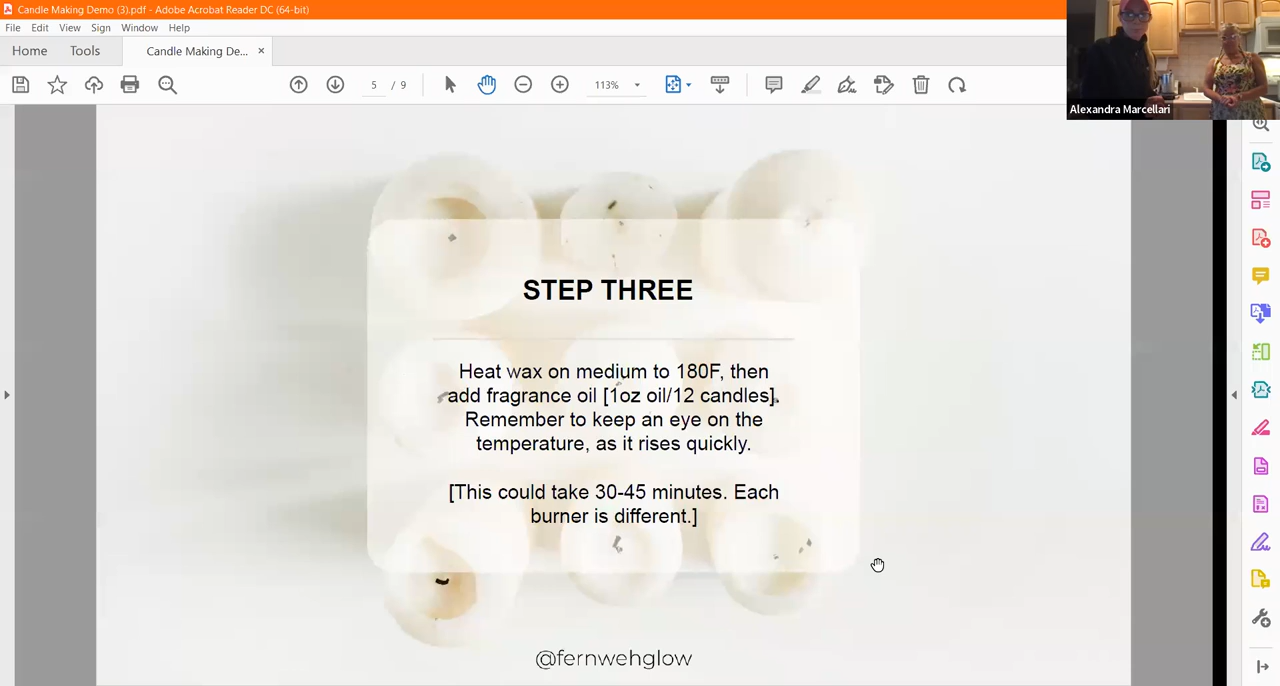 Candle Making Demo (3).pdf - Adobe Acrobat Reader DC (64-bit)
File Edit View Sign Window Help
Home Tools Candle Making De... ×
5 / 9 113%
Alexandra Marcellari
STEP THREE
Heat wax on medium to 180F, then
add fragrance oil [1oz oil/12 candles].
Remember to keep an eye on the
temperature, as it rises quickly.
[This could take 30-45 minutes. Each
burner is different.]
@fernwehglow